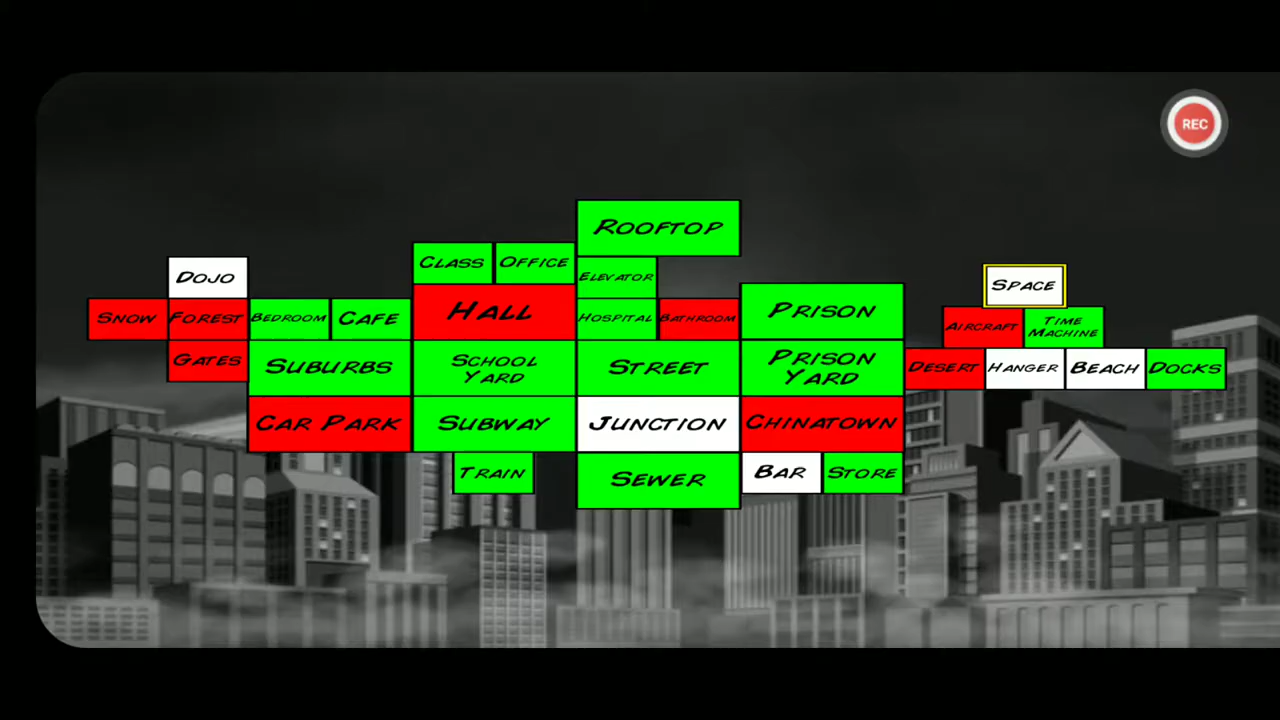 REC
ROOFTOP
CLASS
OFFICE
ELEVATOR
DOJO
SPACE
SNOW
FOREST
BEDROOM
CAFE
HALL
HOSPITAL
BATHROOM
PRISON
AIRCRAFT
TIME
MACHINE
GATES
SUBURBS
SCHOOL
YARD
STREET
PRISON
YARD
DESERT
HANGER
BEACH
DOCKS
CAR PARK
SUBWAY
JUNCTION
CHINATOWN
TRAIN
SEWER
BAR
STORE